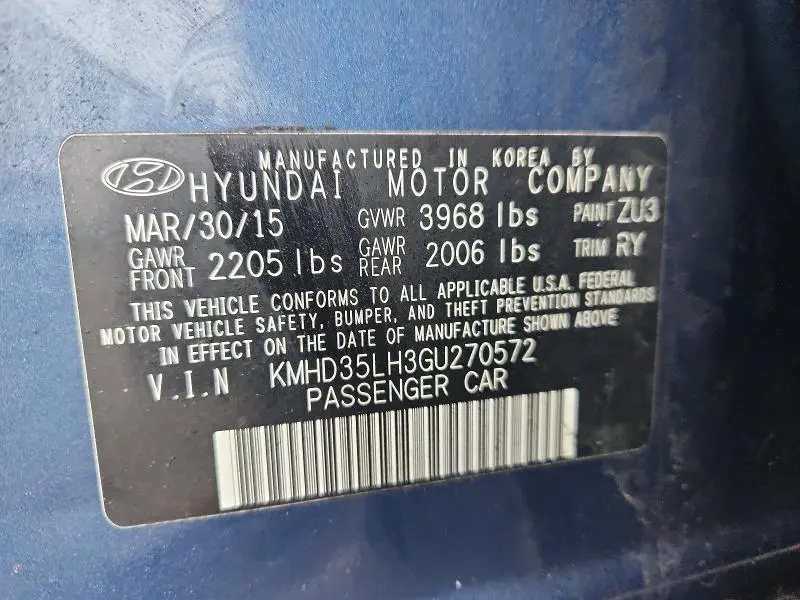 MANUFACTURED IN KOREA BY
HYUNDAI MOTOR COMPANY
MAR/30/15 GVWR 3968 lbs PAINT ZU3
GAWR FRONT 2205 lbs GAWR REAR 2006 lbs TRIM RY
THIS VEHICLE CONFORMS TO ALL APPLICABLE U.S.A. FEDERAL
MOTOR VEHICLE SAFETY, BUMPER, AND THEFT PREVENTION STANDARDS
IN EFFECT ON THE DATE OF MANUFACTURE SHOWN ABOVE
V.I.N KMHD35LH3GU270572
PASSENGER CAR